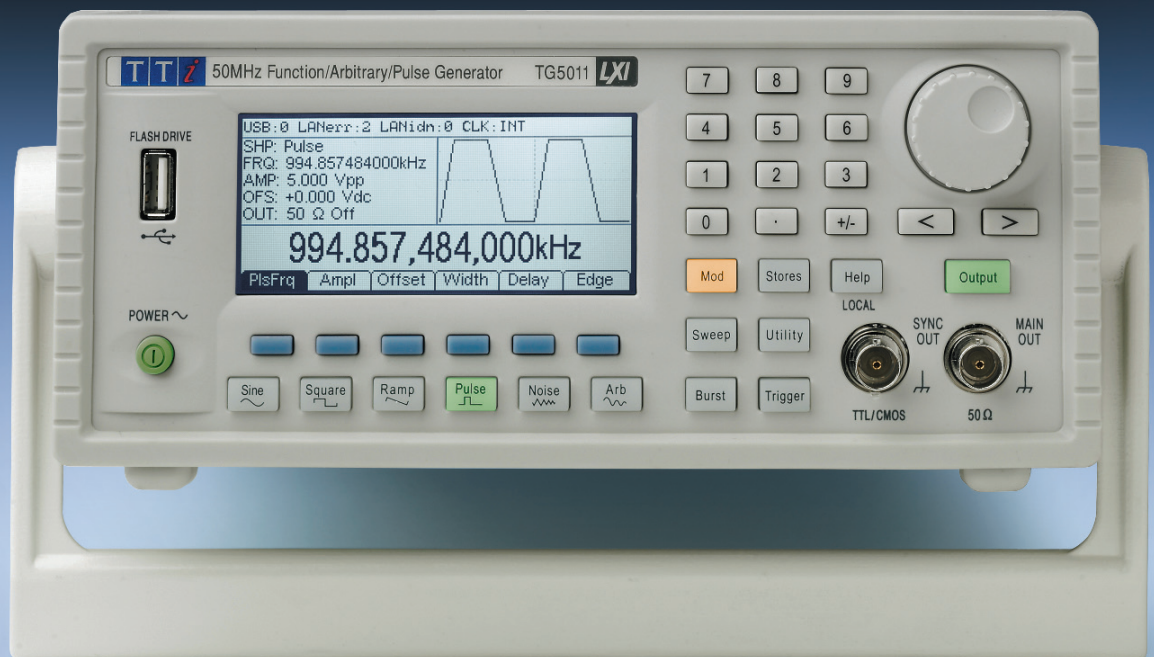 TTi 50MHz Function/Arbitrary/Pulse Generator TG5011 LXI
FLASH DRIVE
USB:0 LANerr:2 LANidn:0 CLK:INT
SHP: Pulse
FRQ: 994.857484000kHz
AMP: 5.000 Vpp
OFS: +0.000 Vdc
OUT: 50 Ω Off
994.857,484,000kHz
PlsFrq Ampl Offset Width Delay Edge
POWER
Sine Square Ramp Pulse Noise Arb
7 8 9
4 5 6
1 2 3
0 . +/- < >
Mod Stores Help Output
LOCAL
Sweep Utility
SYNC OUT
MAIN OUT
Burst Trigger
TTL/CMOS 50Ω